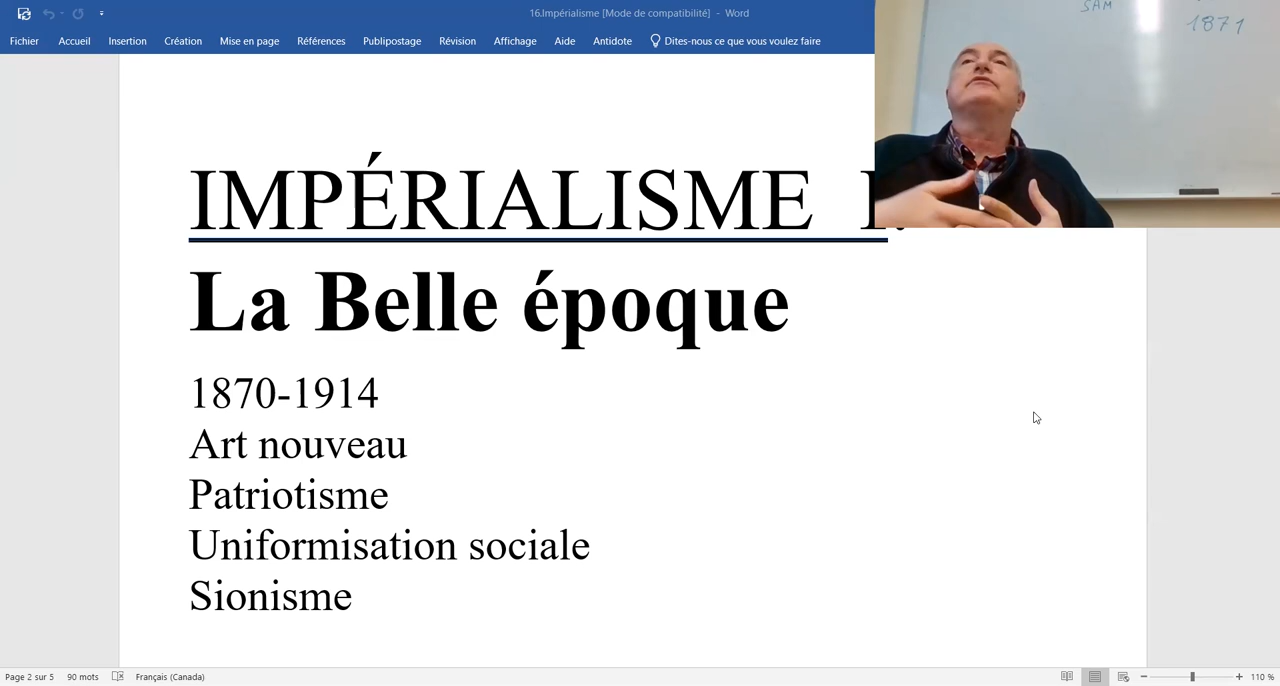 16.Impérialisme [Mode de compatibilité] - Word
Fichier Accueil Insertion Création Mise en page Références Publipostage Révision Affichage Aide Antidote Dites-nous ce que vous voulez faire
SAM
1871
IMPÉRIALISME
La Belle époque
1870-1914
Art nouveau
Patriotisme
Uniformisation sociale
Sionisme
Page 2 sur 5 90 mots Français (Canada) 110 %